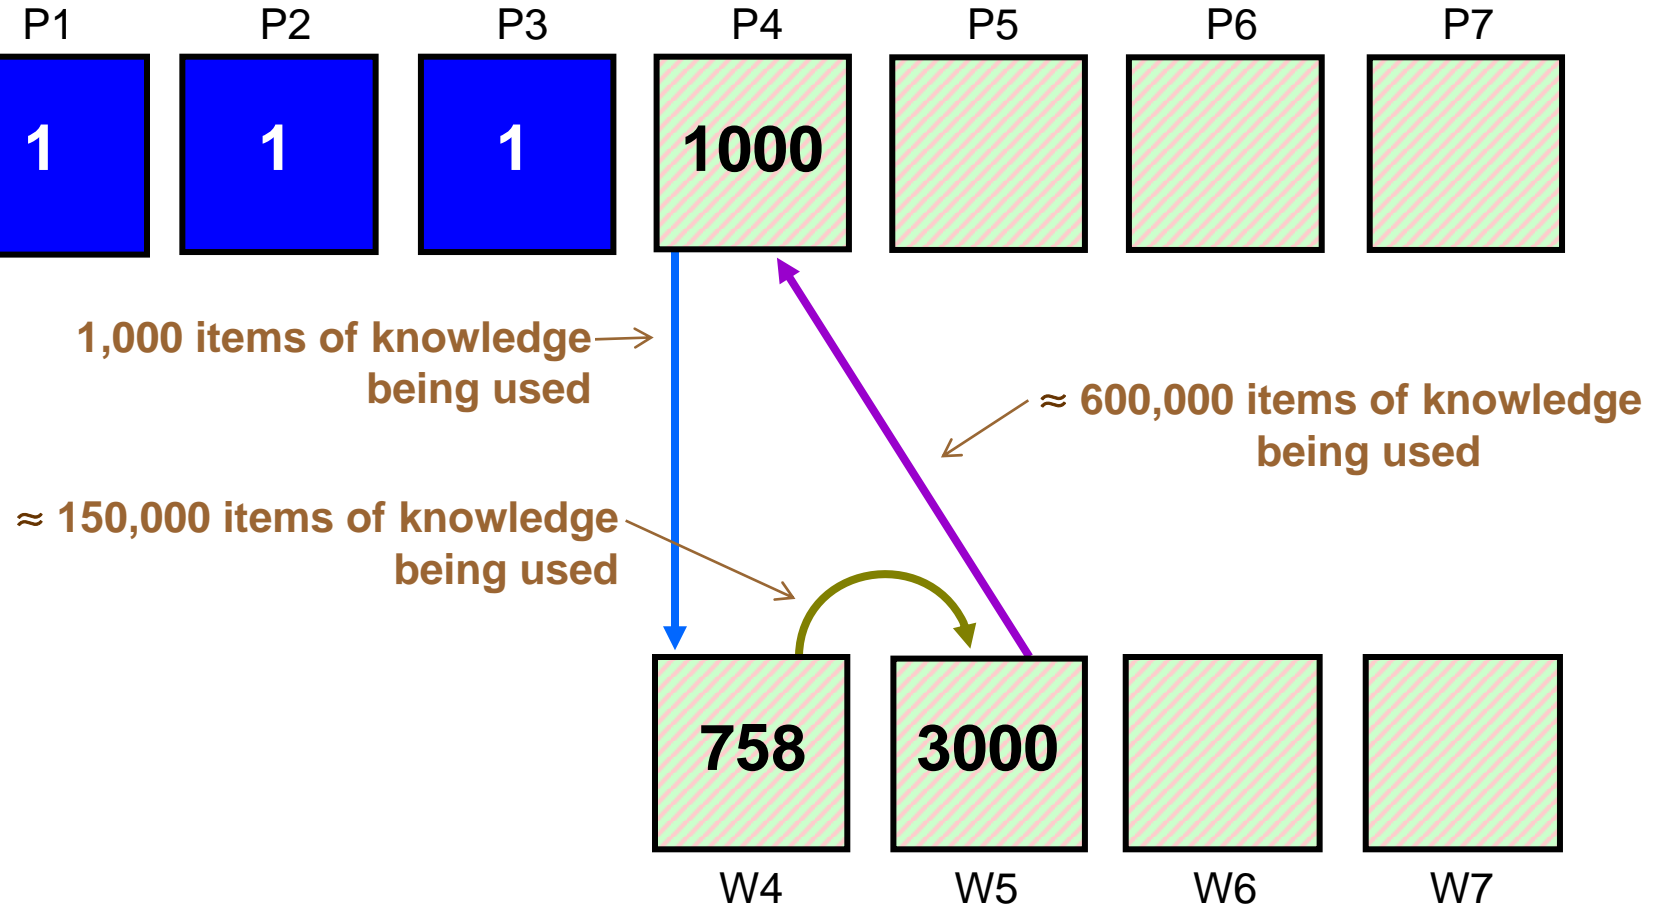 P1 P2 P3 P4 P5 P6 P7
1 1 1 1000
1,000 items of knowledge
being used
≈ 600,000 items of knowledge
being used
≈ 150,000 items of knowledge
being used
758 3000
W4 W5 W6 W7